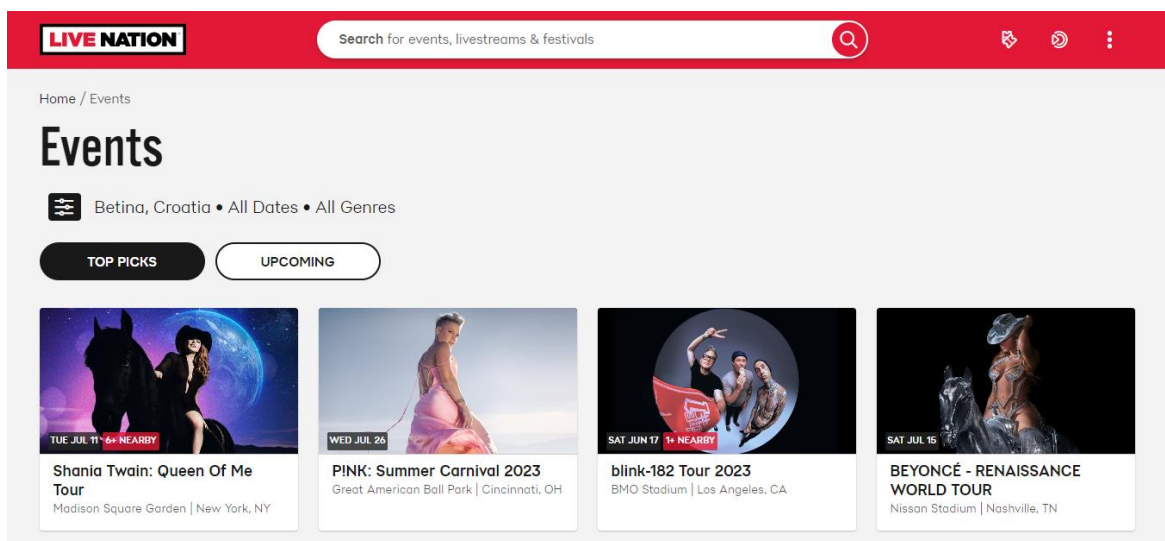 LIVE NATION
Search for events, livestreams & festivals
Home / Events
Events
Betina, Croatia • All Dates • All Genres
TOP PICKS
UPCOMING
TUE JUL 11 6+ NEARBY
Shania Twain: Queen Of Me
Tour
Madison Square Garden | New York, NY
WED JUL 26
P!NK: Summer Carnival 2023
Great American Ball Park | Cincinnati, OH
SAT JUN 17 1+ NEARBY
blink-182 Tour 2023
BMO Stadium | Los Angeles, CA
SAT JUL 15
BEYONCÉ - RENAISSANCE
WORLD TOUR
Nissan Stadium | Nashville, TN